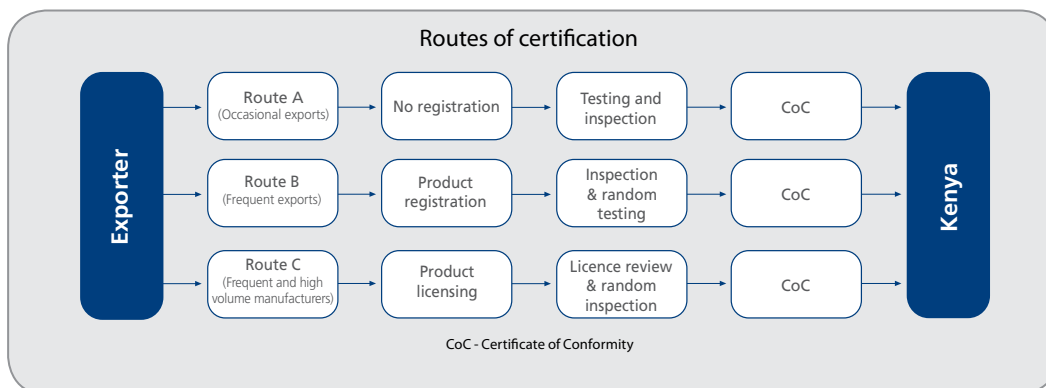 Routes of certification
Exporter
Route A
(Occasional exports)
No registration
Testing and
inspection
CoC
Route B
(Frequent exports)
Product
registration
Inspection
& random
testing
CoC
Route C
(Frequent and high
volume manufacturers)
Product
licensing
Licence review
& random
inspection
CoC
Kenya
CoC - Certificate of Conformity